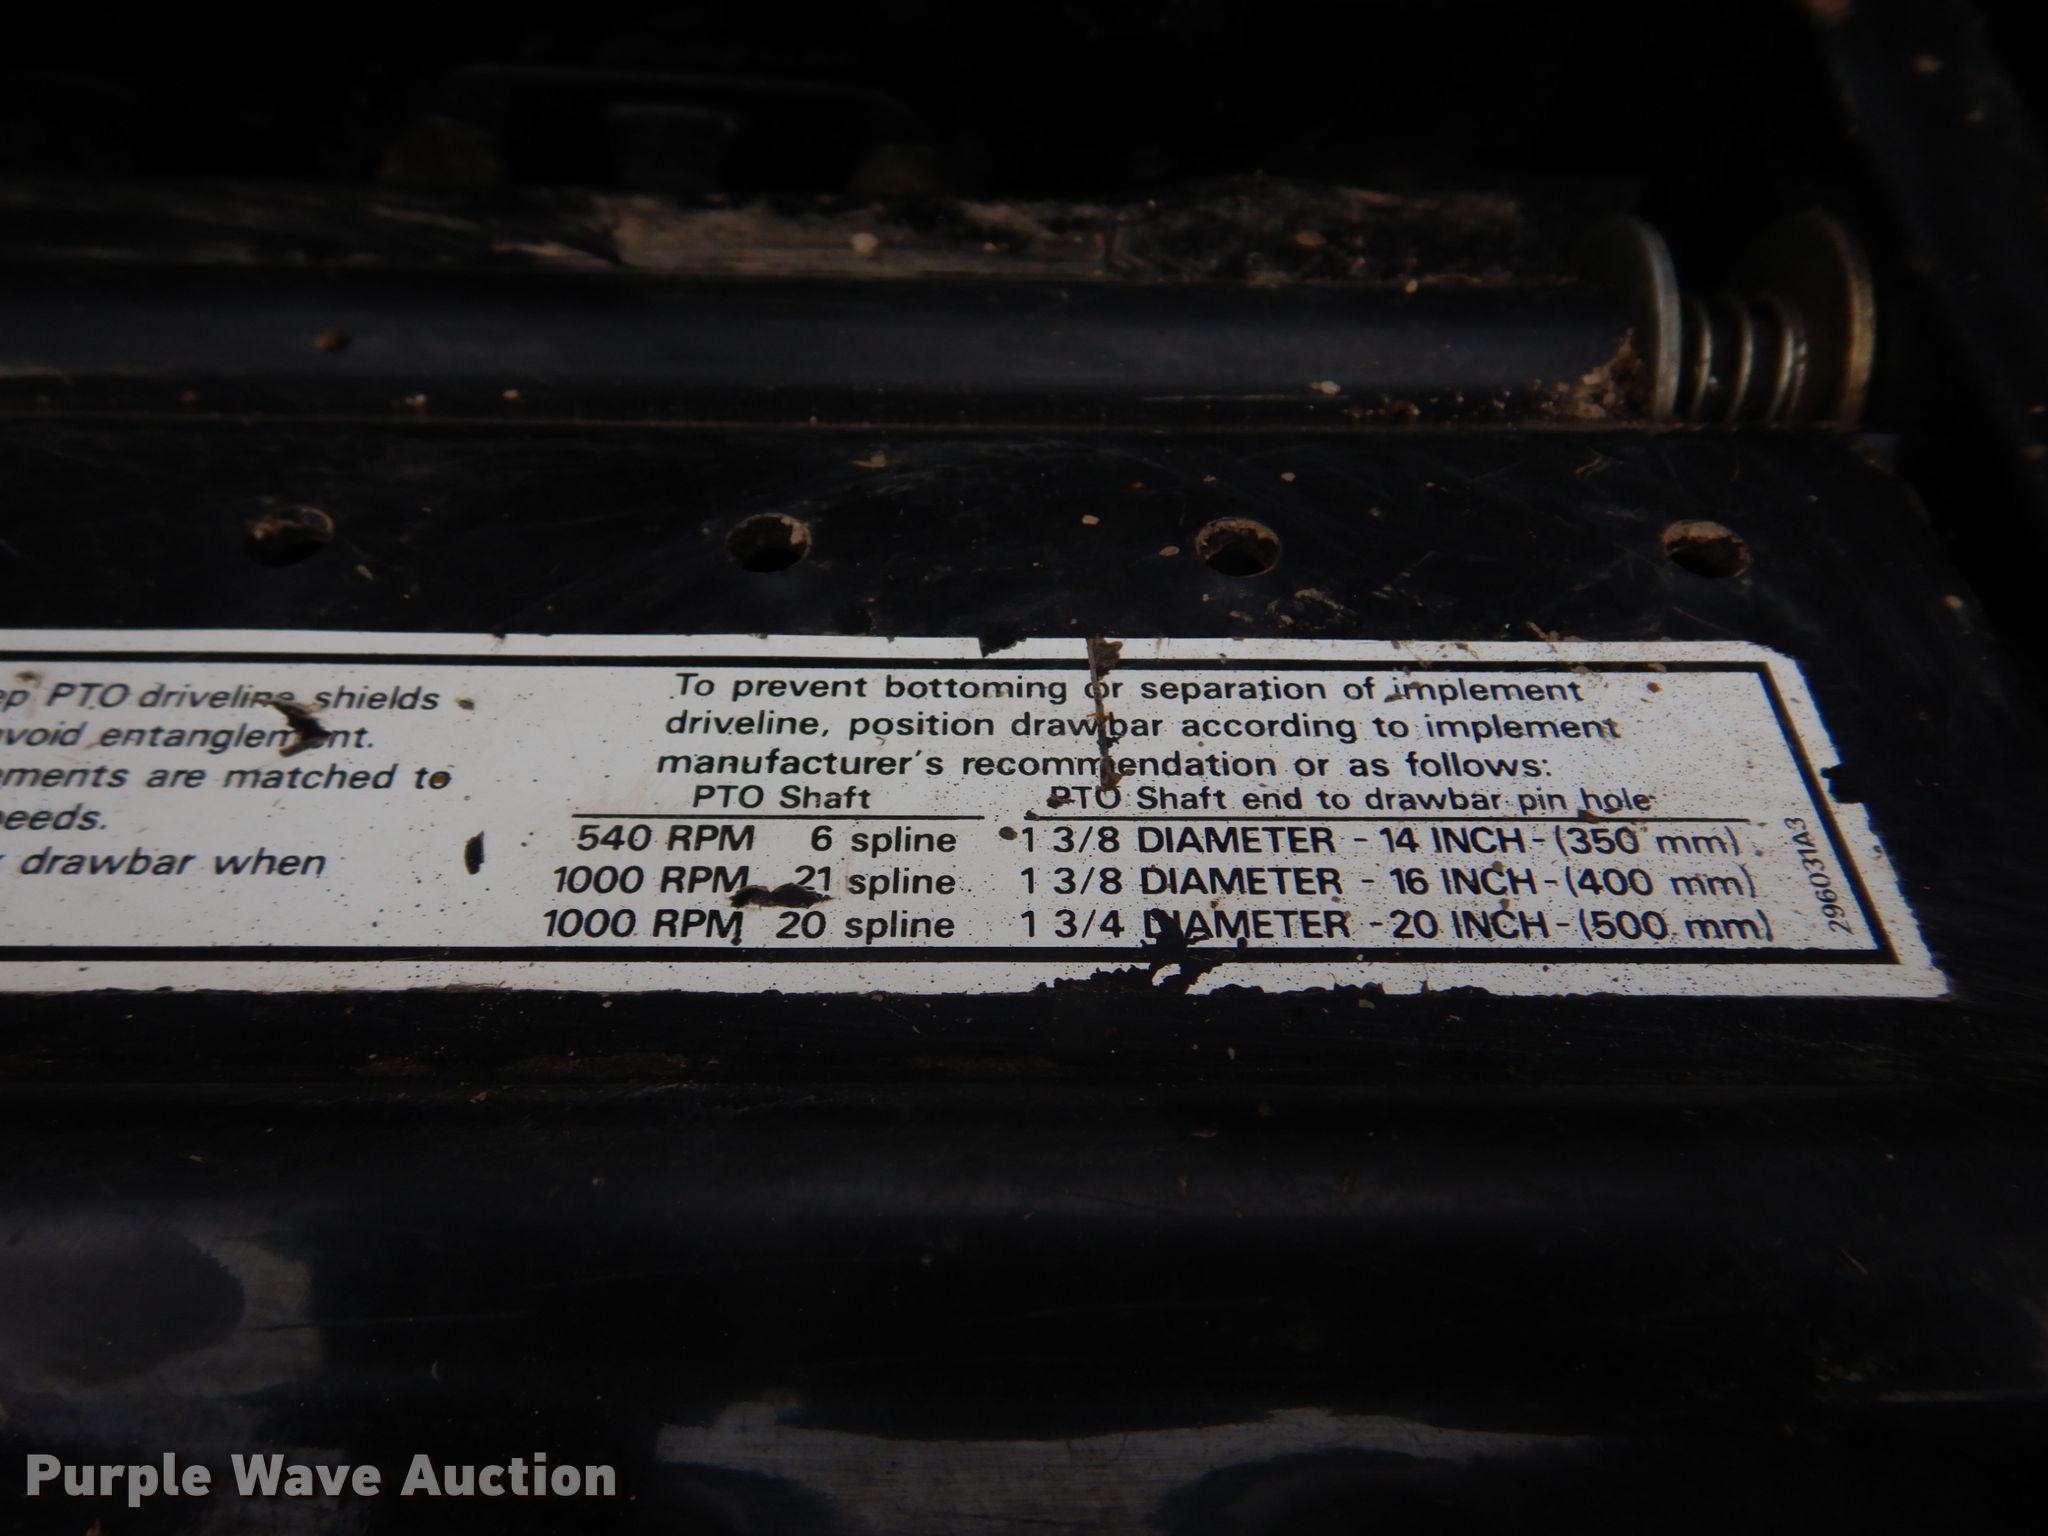 PTO driveline shields
entanglement.
are matched to
drawbar when
To prevent bottoming or separation of implement
driveline, position drawbar according to implement
manufacturer's recommendation or as follows:
PTO Shaft PTO Shaft end to drawbar pin hole
540 RPM 6 spline 1 3/8 DIAMETER - 14 INCH - (350 mm)
1000 RPM 21 spline 1 3/8 DIAMETER - 16 INCH - (400 mm)
1000 RPM 20 spline 1 3/4 DIAMETER - 20 INCH - (500 mm)
296031A3
Purple Wave Auction